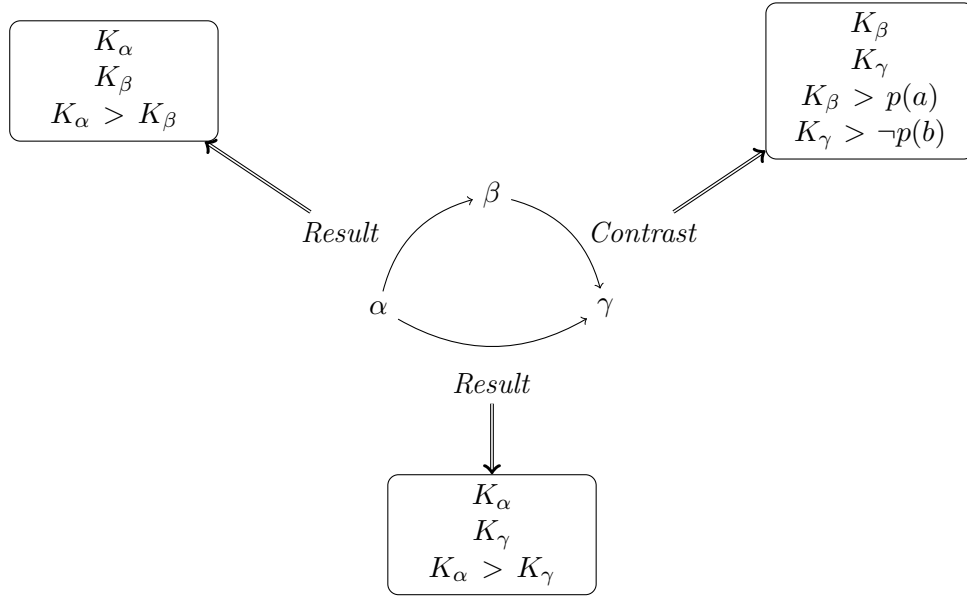 K_α
K_β
K_α > K_β
K_β
K_γ
K_β > p(a)
K_γ > ¬p(b)
β
Result
Contrast
α
γ
Result
K_α
K_γ
K_α > K_γ